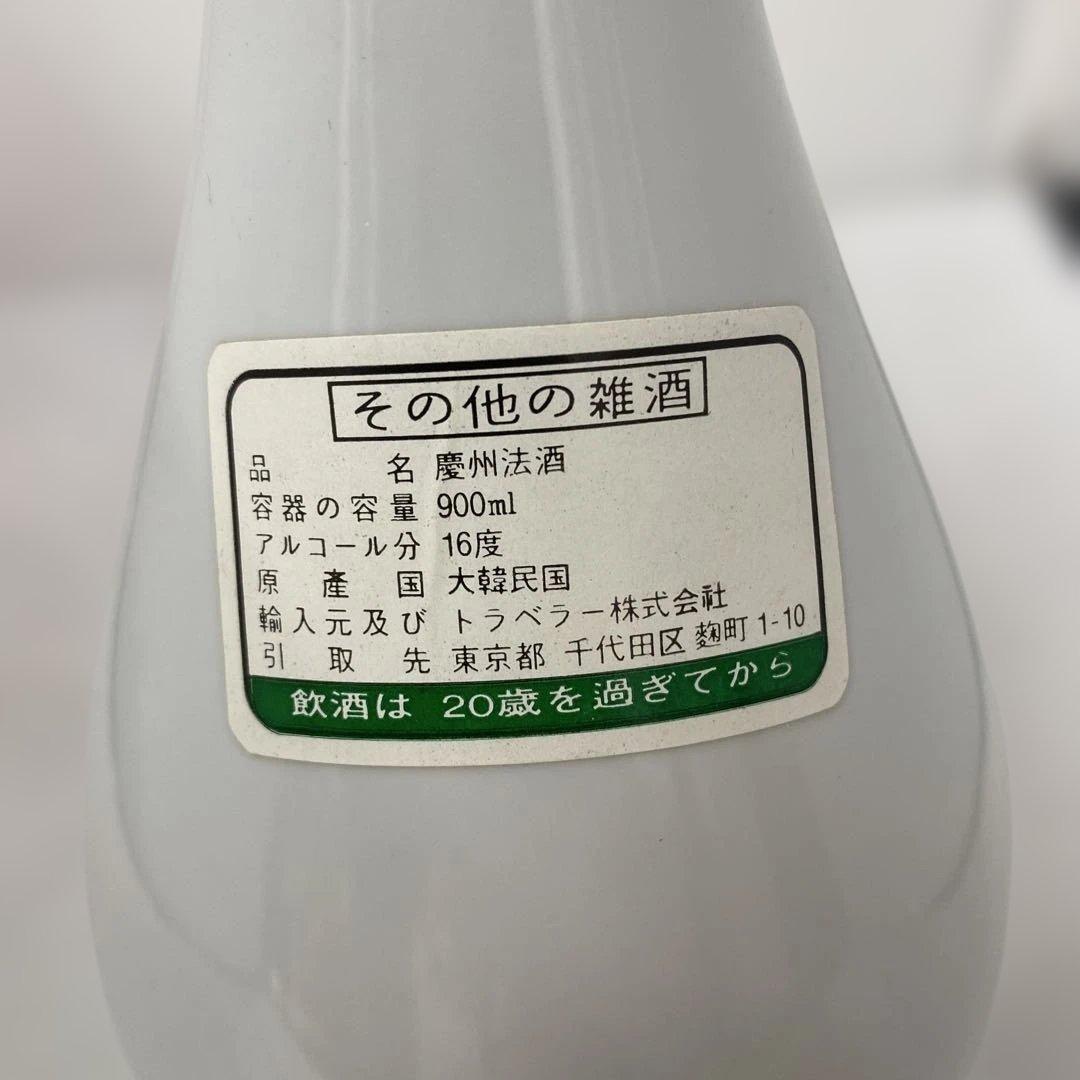 その他の雑酒
品名 慶州法酒
容器の容量 900ml
アルコール分 16度
原産国 大韓民国
輸入元及び トラベラー株式会社
引取先 東京都 千代田区麹町1-10
飲酒は 20歳を過ぎてから